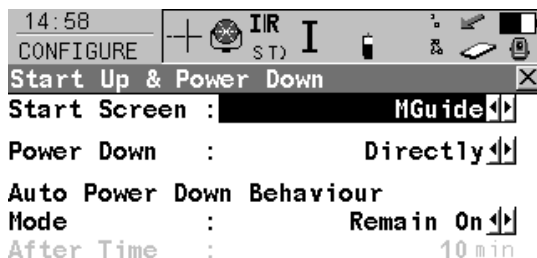 14:58
CONFIGURE
IR
ST)
I
Start Up & Power Down
Start Screen : MGuide
Power Down : Directly
Auto Power Down Behaviour
Mode : Remain On
After Time : 10 min